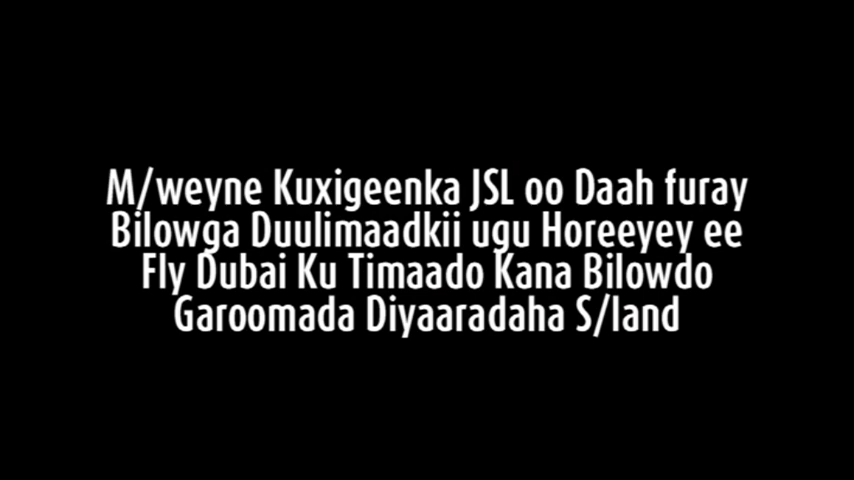 M/weyne Kuxigeenka JSL oo Daah furay
Bilowga Duulimaadkii ugu Horeeyey ee
Fly Dubai Ku Timaado Kana Bilowdo
Garoomada Diyaaradaha S/land